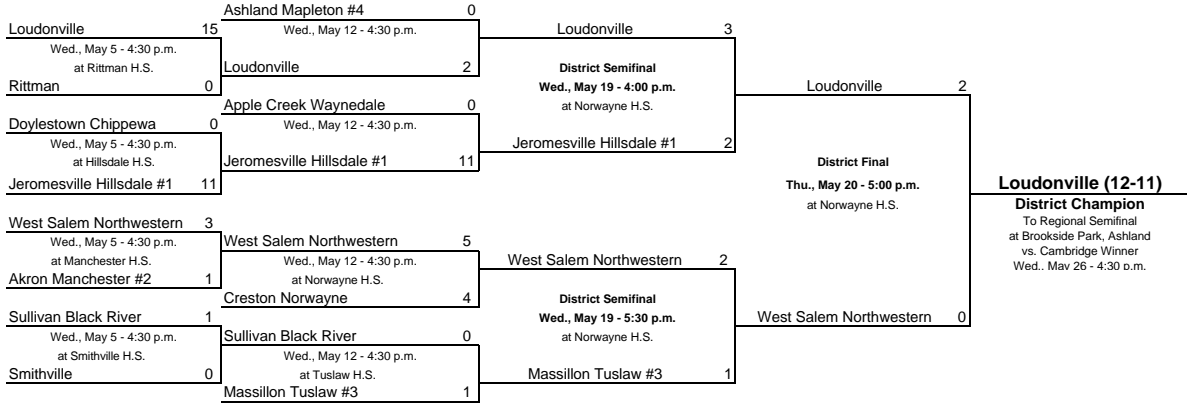 Ashland Mapleton #4 0
Loudonville 15
Wed., May 5 - 4:30 p.m.
at Rittman H.S.
Rittman 0
Wed., May 12 - 4:30 p.m.
Loudonville 2
Apple Creek Waynedale 0
Doylestown Chippewa 0
Wed., May 5 - 4:30 p.m.
at Hillsdale H.S.
Jeromesville Hillsdale #1 11
Wed., May 12 - 4:30 p.m.
Jeromesville Hillsdale #1 11
West Salem Northwestern 3
Wed., May 5 - 4:30 p.m.
at Manchester H.S.
Akron Manchester #2 1
West Salem Northwestern 5
Wed., May 12 - 4:30 p.m.
at Norwayne H.S.
Creston Norwayne 4
Sullivan Black River 1
Wed., May 5 - 4:30 p.m.
at Smithville H.S.
Smithville 0
Sullivan Black River 0
Wed., May 12 - 4:30 p.m.
at Tuslaw H.S.
Massillon Tuslaw #3 1
Loudonville 3
District Semifinal
Wed., May 19 - 4:00 p.m.
at Norwayne H.S.
Jeromesville Hillsdale #1 2
West Salem Northwestern 2
District Semifinal
Wed., May 19 - 5:30 p.m.
at Norwayne H.S.
Massillon Tuslaw #3 1
Loudonville 2
District Final
Thu., May 20 - 5:00 p.m.
at Norwayne H.S.
West Salem Northwestern 0
Loudonville (12-11)
District Champion
To Regional Semifinal
at Brookside Park, Ashland
vs. Cambridge Winner
Wed., May 26 - 4:30 p.m.